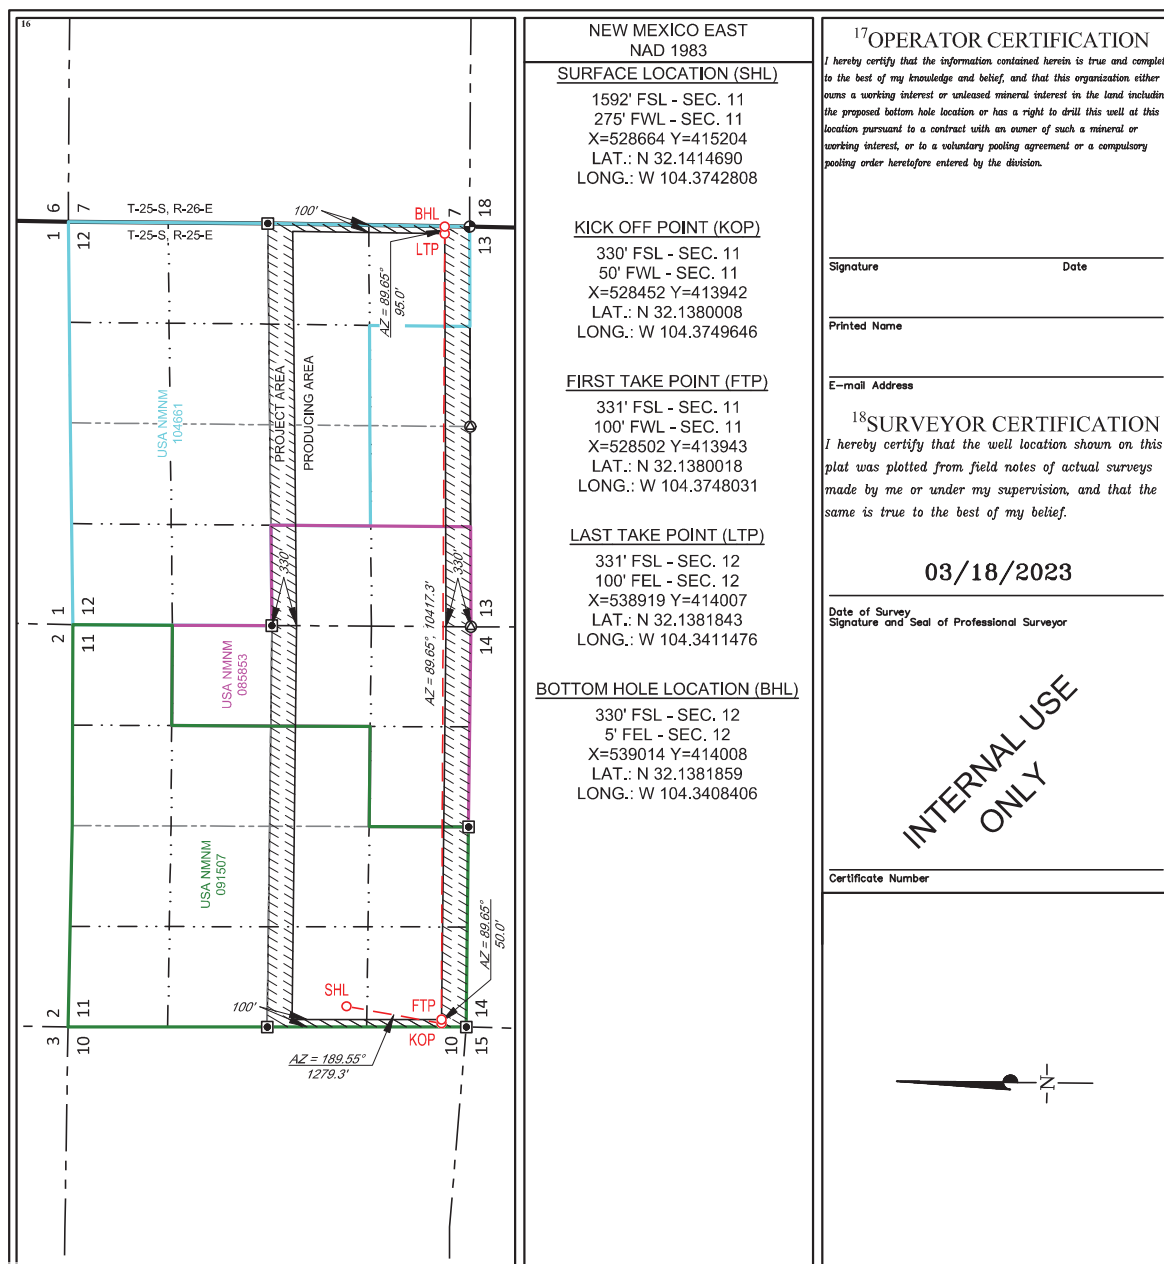 16
6
7
T-25-S, R-26-E
T-25-S, R-25-E
1
12
100'
BHL
LTP
7
18
13
AZ = 89.65°
95.0'
USA NMNM
104661
PROJECT AREA
PRODUCING AREA
330'
330'
AZ = 89.65°, 10417.3'
1
12
2
11
13
14
USA NMNM
085853
USA NMNM
091507
AZ = 89.65°
50.0'
SHL
FTP
KOP
100'
2
11
3
10
14
10
15
AZ = 189.55°
1279.3'
NEW MEXICO EAST
NAD 1983
SURFACE LOCATION (SHL)
1592' FSL - SEC. 11
275' FWL - SEC. 11
X=528664 Y=415204
LAT.: N 32.1414690
LONG.: W 104.3742808
KICK OFF POINT (KOP)
330' FSL - SEC. 11
50' FWL - SEC. 11
X=528452 Y=413942
LAT.: N 32.1380008
LONG.: W 104.3749646
FIRST TAKE POINT (FTP)
331' FSL - SEC. 11
100' FWL - SEC. 11
X=528502 Y=413943
LAT.: N 32.1380018
LONG.: W 104.3748031
LAST TAKE POINT (LTP)
331' FSL - SEC. 12
100' FEL - SEC. 12
X=538919 Y=414007
LAT.: N 32.1381843
LONG.: W 104.3411476
BOTTOM HOLE LOCATION (BHL)
330' FSL - SEC. 12
5' FEL - SEC. 12
X=539014 Y=414008
LAT.: N 32.1381859
LONG.: W 104.3408406
17OPERATOR CERTIFICATION
I hereby certify that the information contained herein is true and complet
to the best of my knowledge and belief, and that this organization either
owns a working interest or unleased mineral interest in the land includin
the proposed bottom hole location or has a right to drill this well at this
location pursuant to a contract with an owner of such a mineral or
working interest, or to a voluntary pooling agreement or a compulsory
pooling order heretofore entered by the division.
Signature Date
Printed Name
E-mail Address
18SURVEYOR CERTIFICATION
I hereby certify that the well location shown on this
plat was plotted from field notes of actual surveys
made by me or under my supervision, and that the
same is true to the best of my belief.
03/18/2023
Date of Survey
Signature and Seal of Professional Surveyor
INTERNAL USE
ONLY
Certificate Number
N